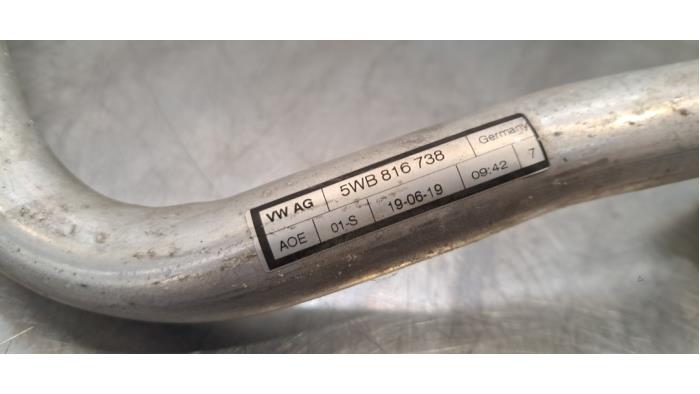 VW AG 5WB 816 738 Germany
AOE 01-S 19-06-19 09:42 7